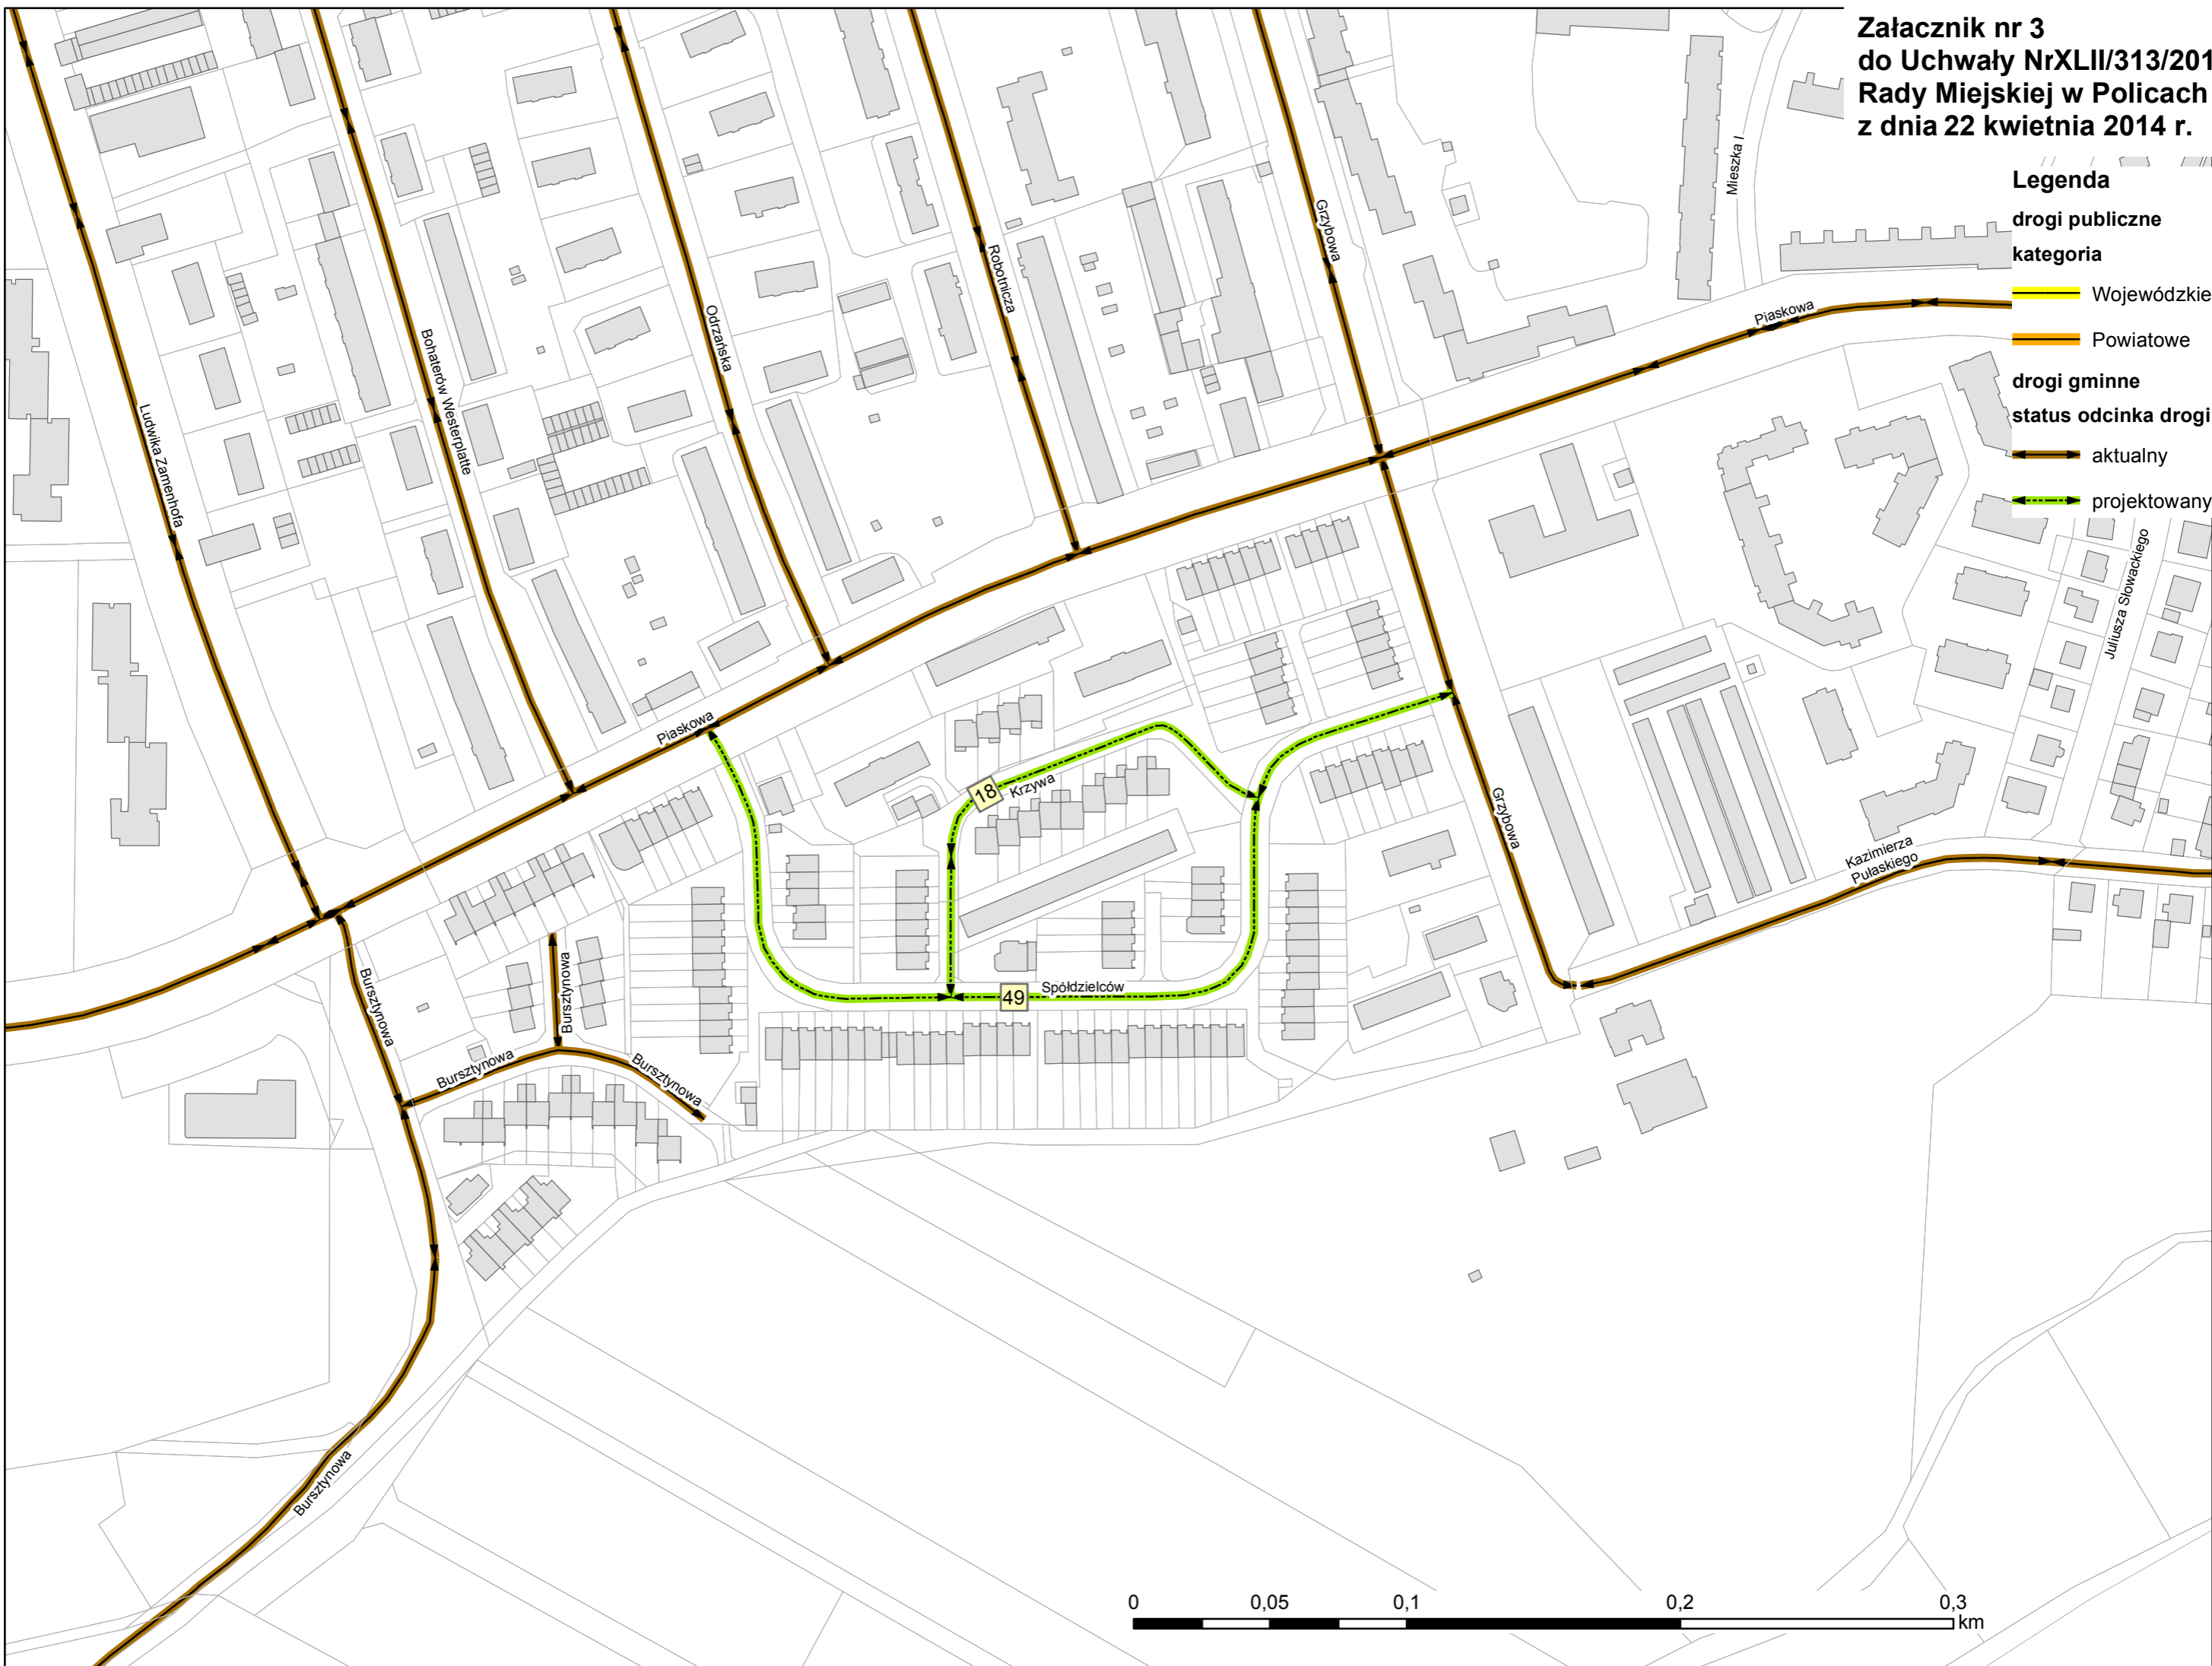 Załacznik nr 3
do Uchwały NrXLII/313/201
Rady Miejskiej w Policach
z dnia 22 kwietnia 2014 r.
Legenda
drogi publiczne
kategoria
Wojewódzkie
Powiatowe
drogi gminne
status odcinka drogi
aktualny
projektowany
Mieszka I
Grzybowa
Robotnicza
Piaskowa
Odrzańska
Bohaterów Westerplatte
Ludwika Zamenhofa
Juliusza Słowackiego
Piaskowa
18
Krzywa
Grzybowa
Kazimierza
Pułaskiego
Spółdzielców
49
Bursztynowa
Bursztynowa
Bursztynowa
Bursztynowa
Bursztynowa
0 0,05 0,1 0,2 0,3
km